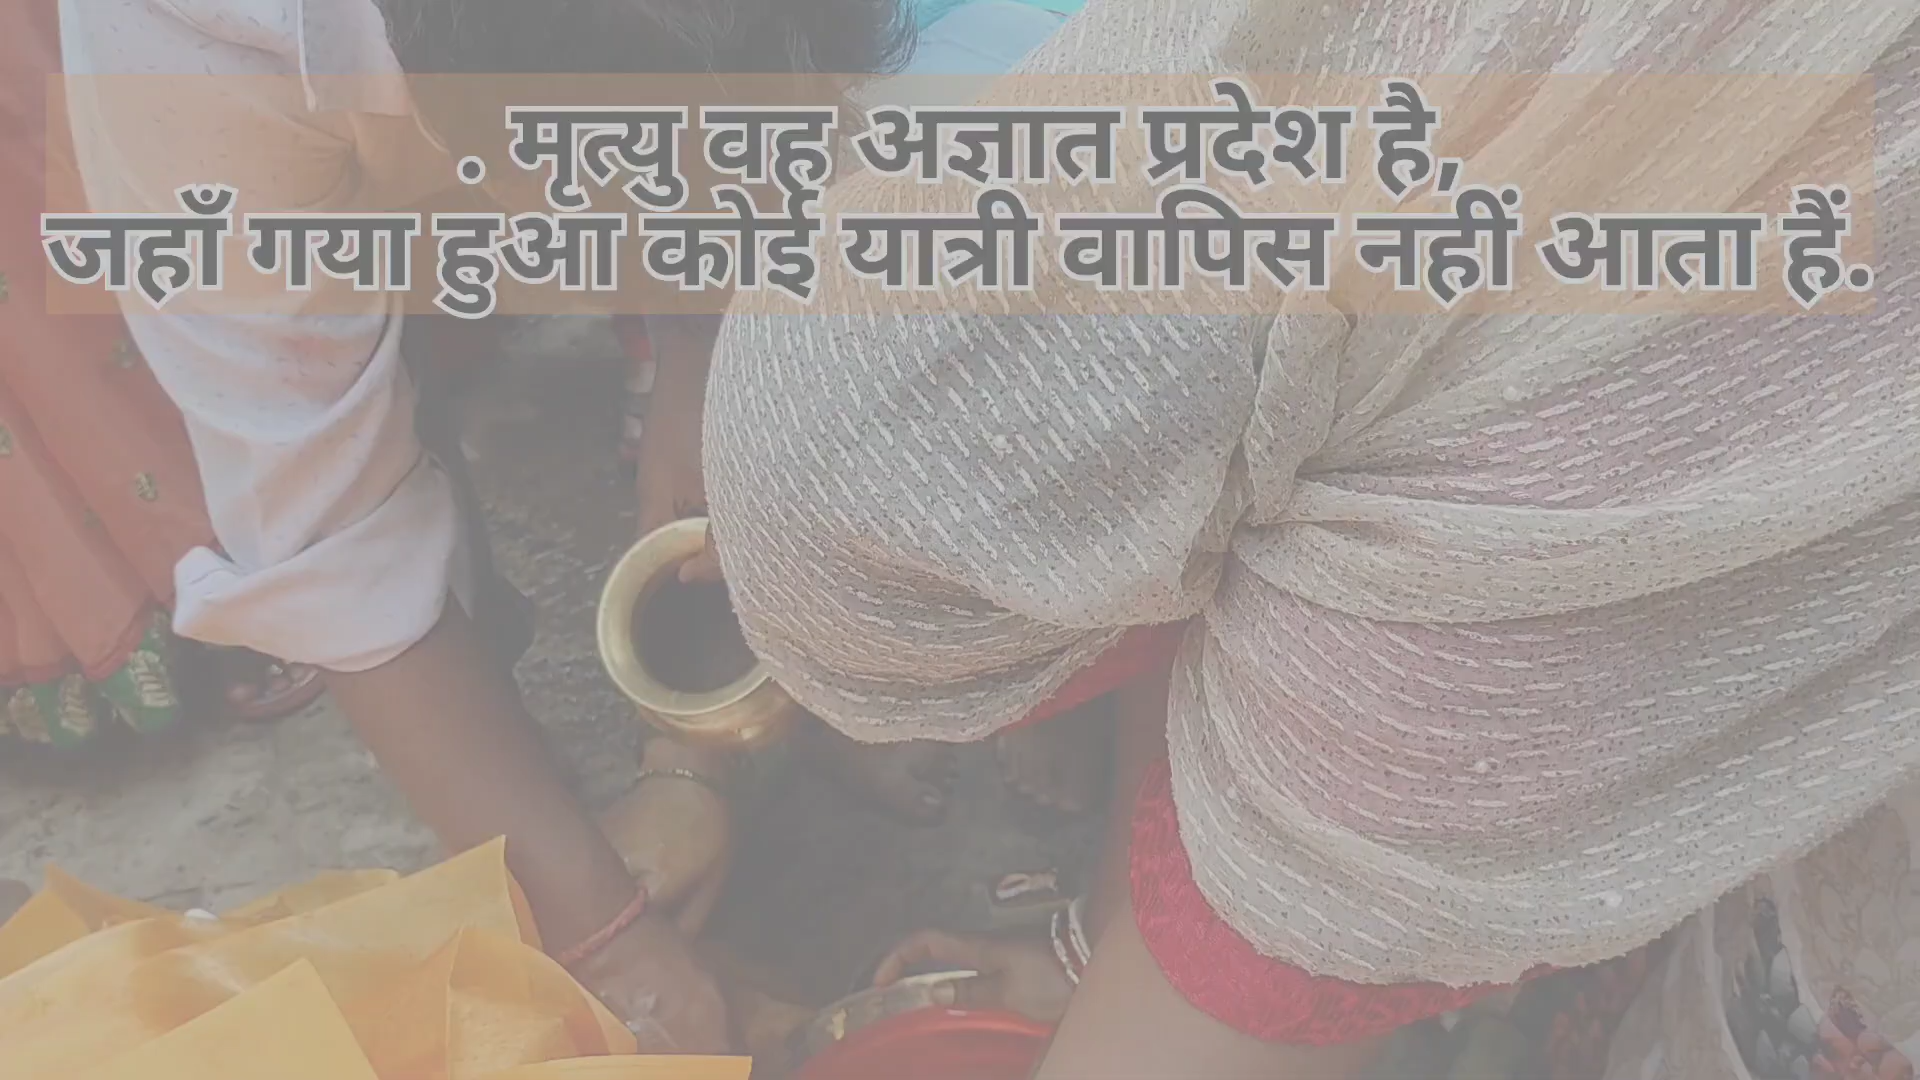 . मृत्यु वह अज्ञात प्रदेश है,
जहाँ गया हुआ कोई यात्री वापिस नहीं आता हैं.